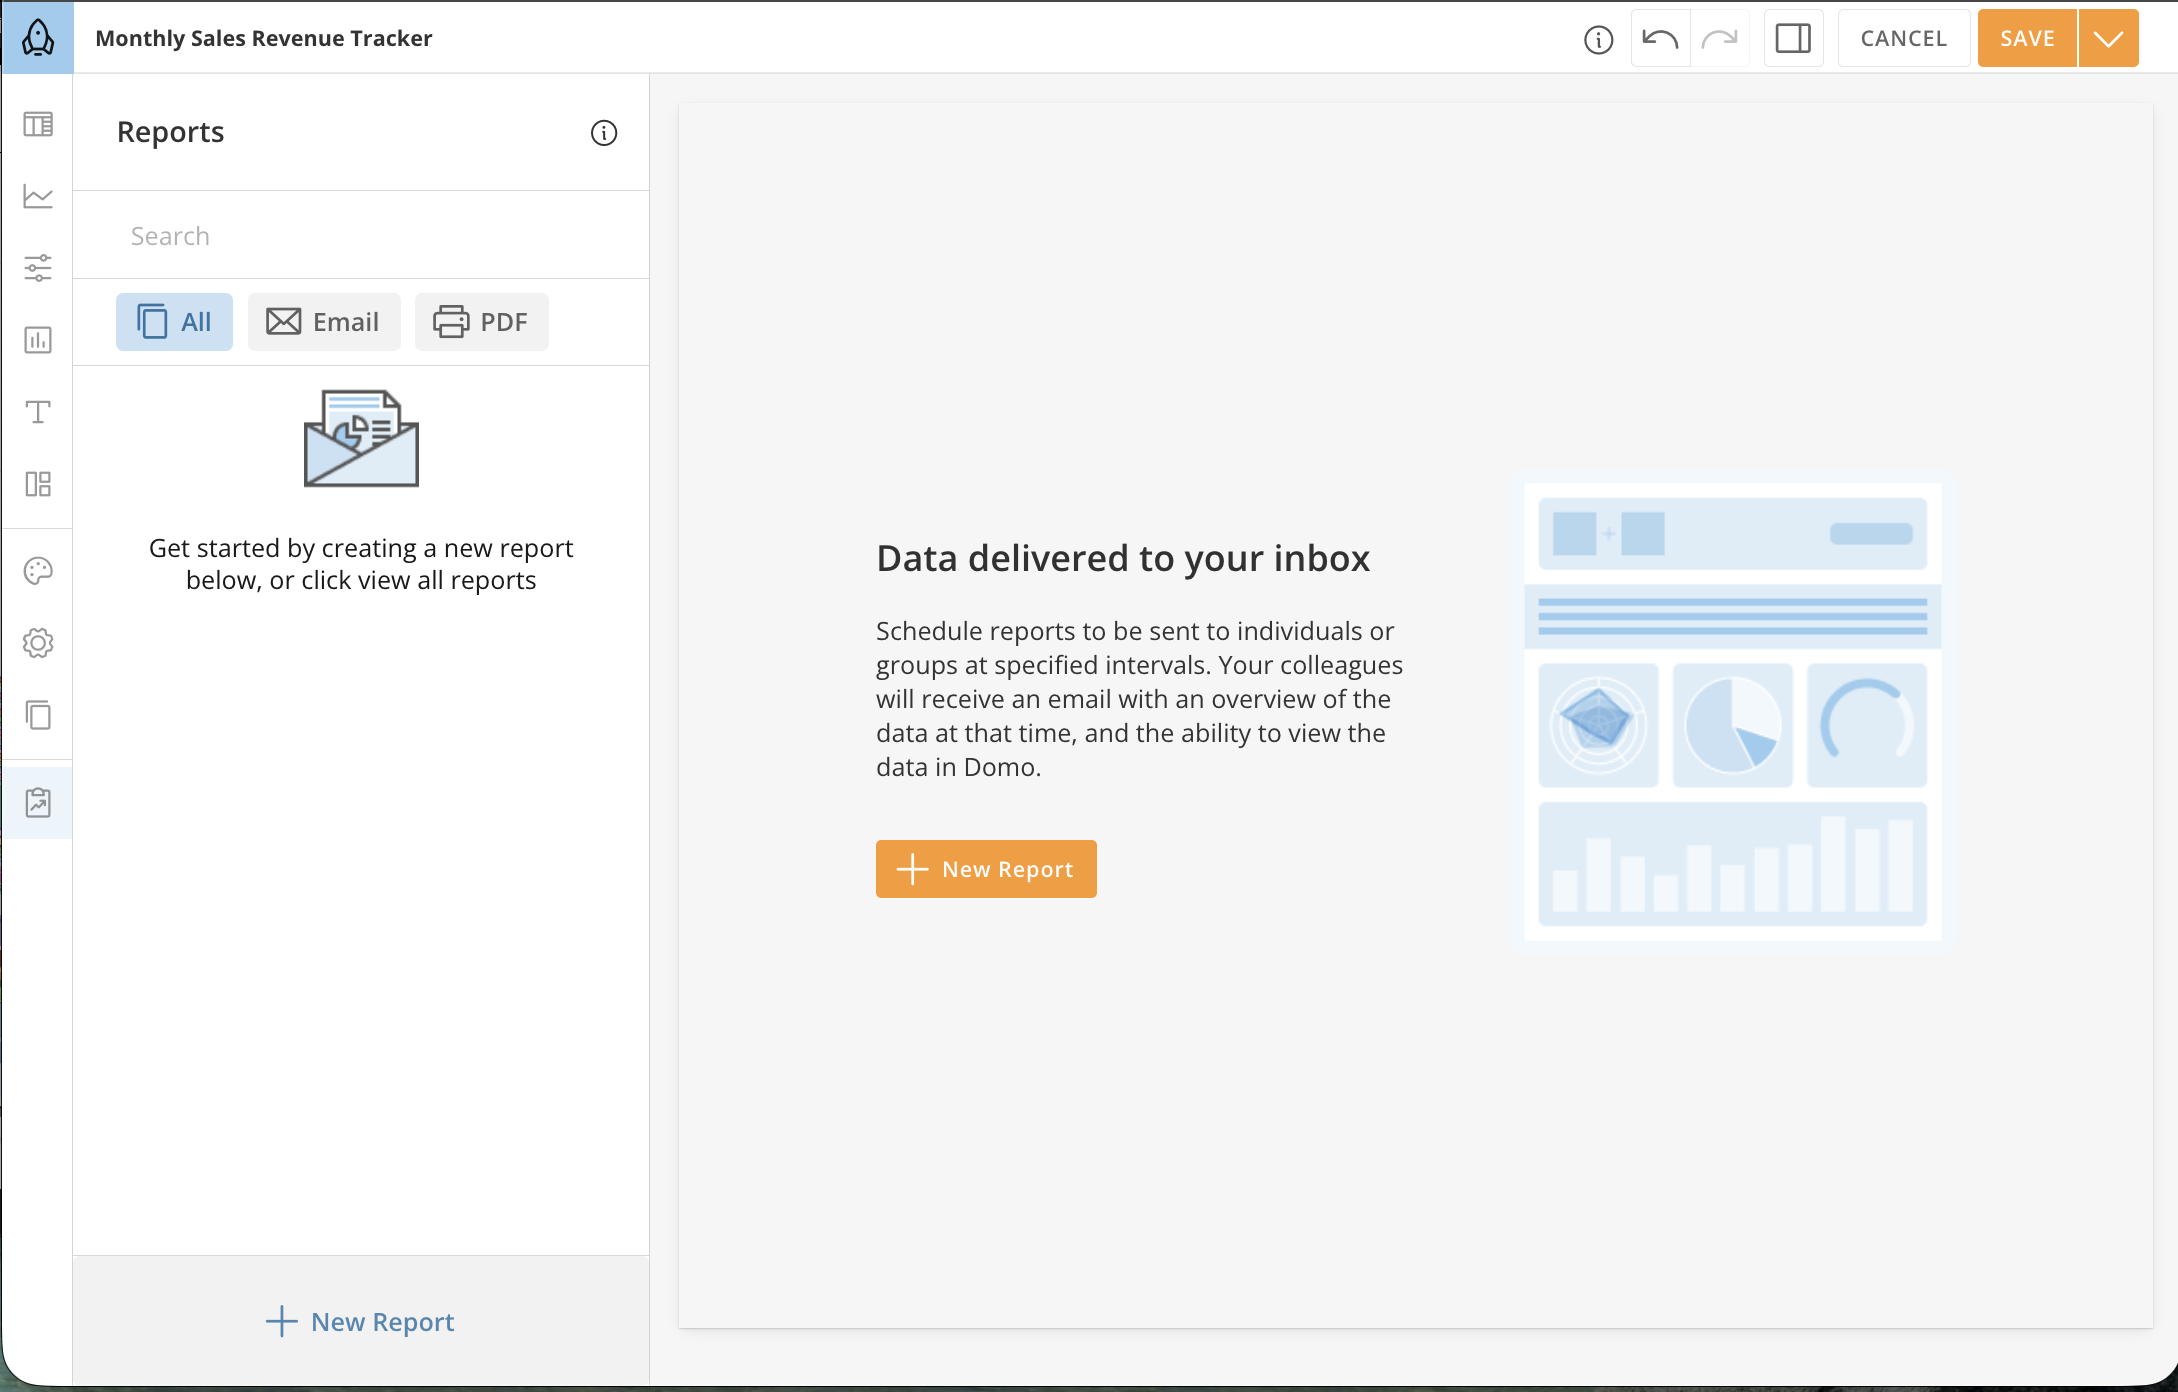 Monthly Sales Revenue Tracker
CANCEL
SAVE
Reports
Search
All
Email
PDF
Get started by creating a new report
below, or click view all reports
New Report
Data delivered to your inbox
Schedule reports to be sent to individuals or
groups at specified intervals. Your colleagues
will receive an email with an overview of the
data at that time, and the ability to view the
data in Domo.
New Report